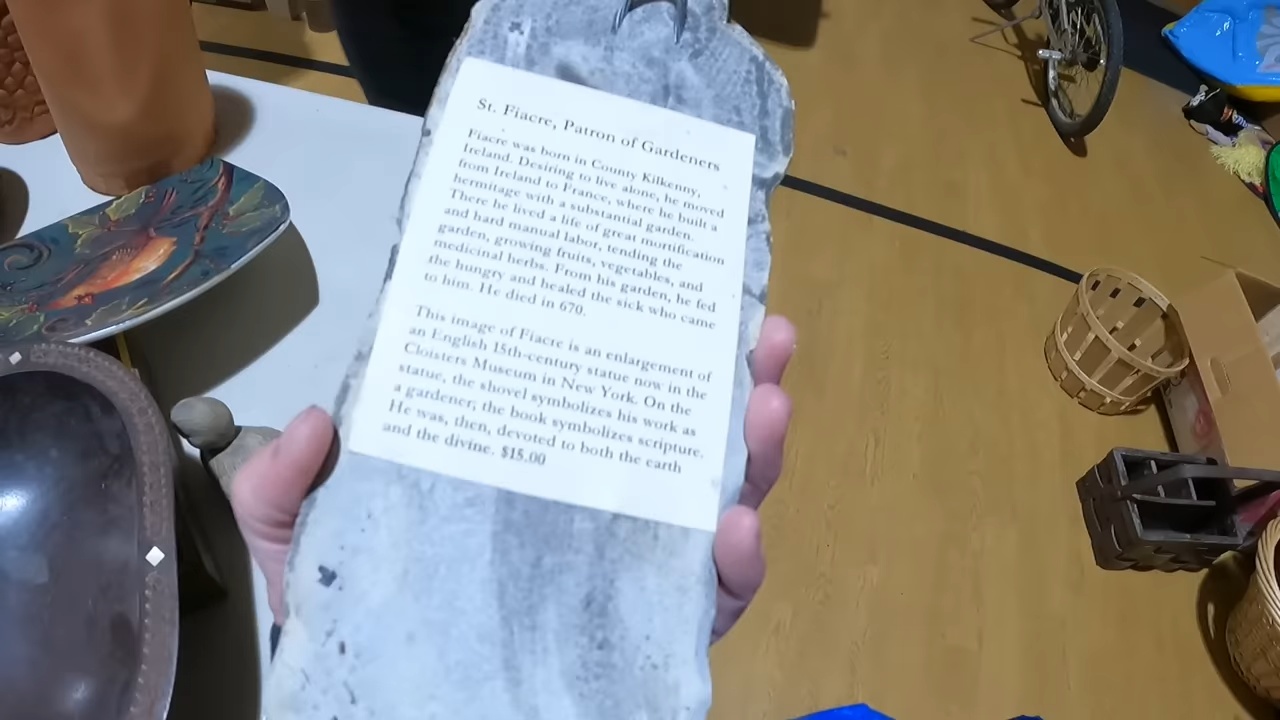 St. Fiacre, Patron of Gardeners
Fiacre was born in County Kilkenny,
Ireland. Desiring to live alone, he moved
from Ireland to France, where he built a
hermitage with a substantial garden.
There he lived a life of great mortification
and hard manual labor, tending the
garden, growing fruits, vegetables, and
medicinal herbs. From his garden, he fed
the hungry and healed the sick who came
to him. He died in 670.
This image of Fiacre is an enlargement of
an English 15th-century statue now in the
Cloisters Museum in New York. On the
statue, the shovel symbolizes his work as
a gardener; the book symbolizes scripture.
He was, then, devoted to both the earth
and the divine. $15.00